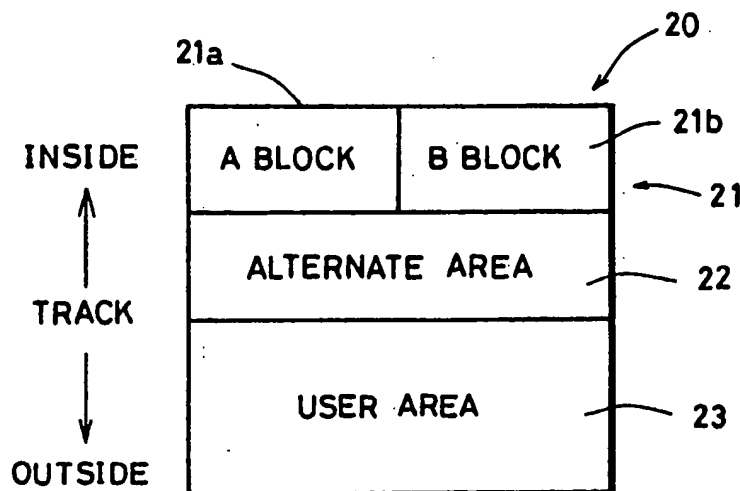 20
21a
21b
INSIDE
A BLOCK
B BLOCK
21
ALTERNATE AREA
22
TRACK
USER AREA
23
OUTSIDE